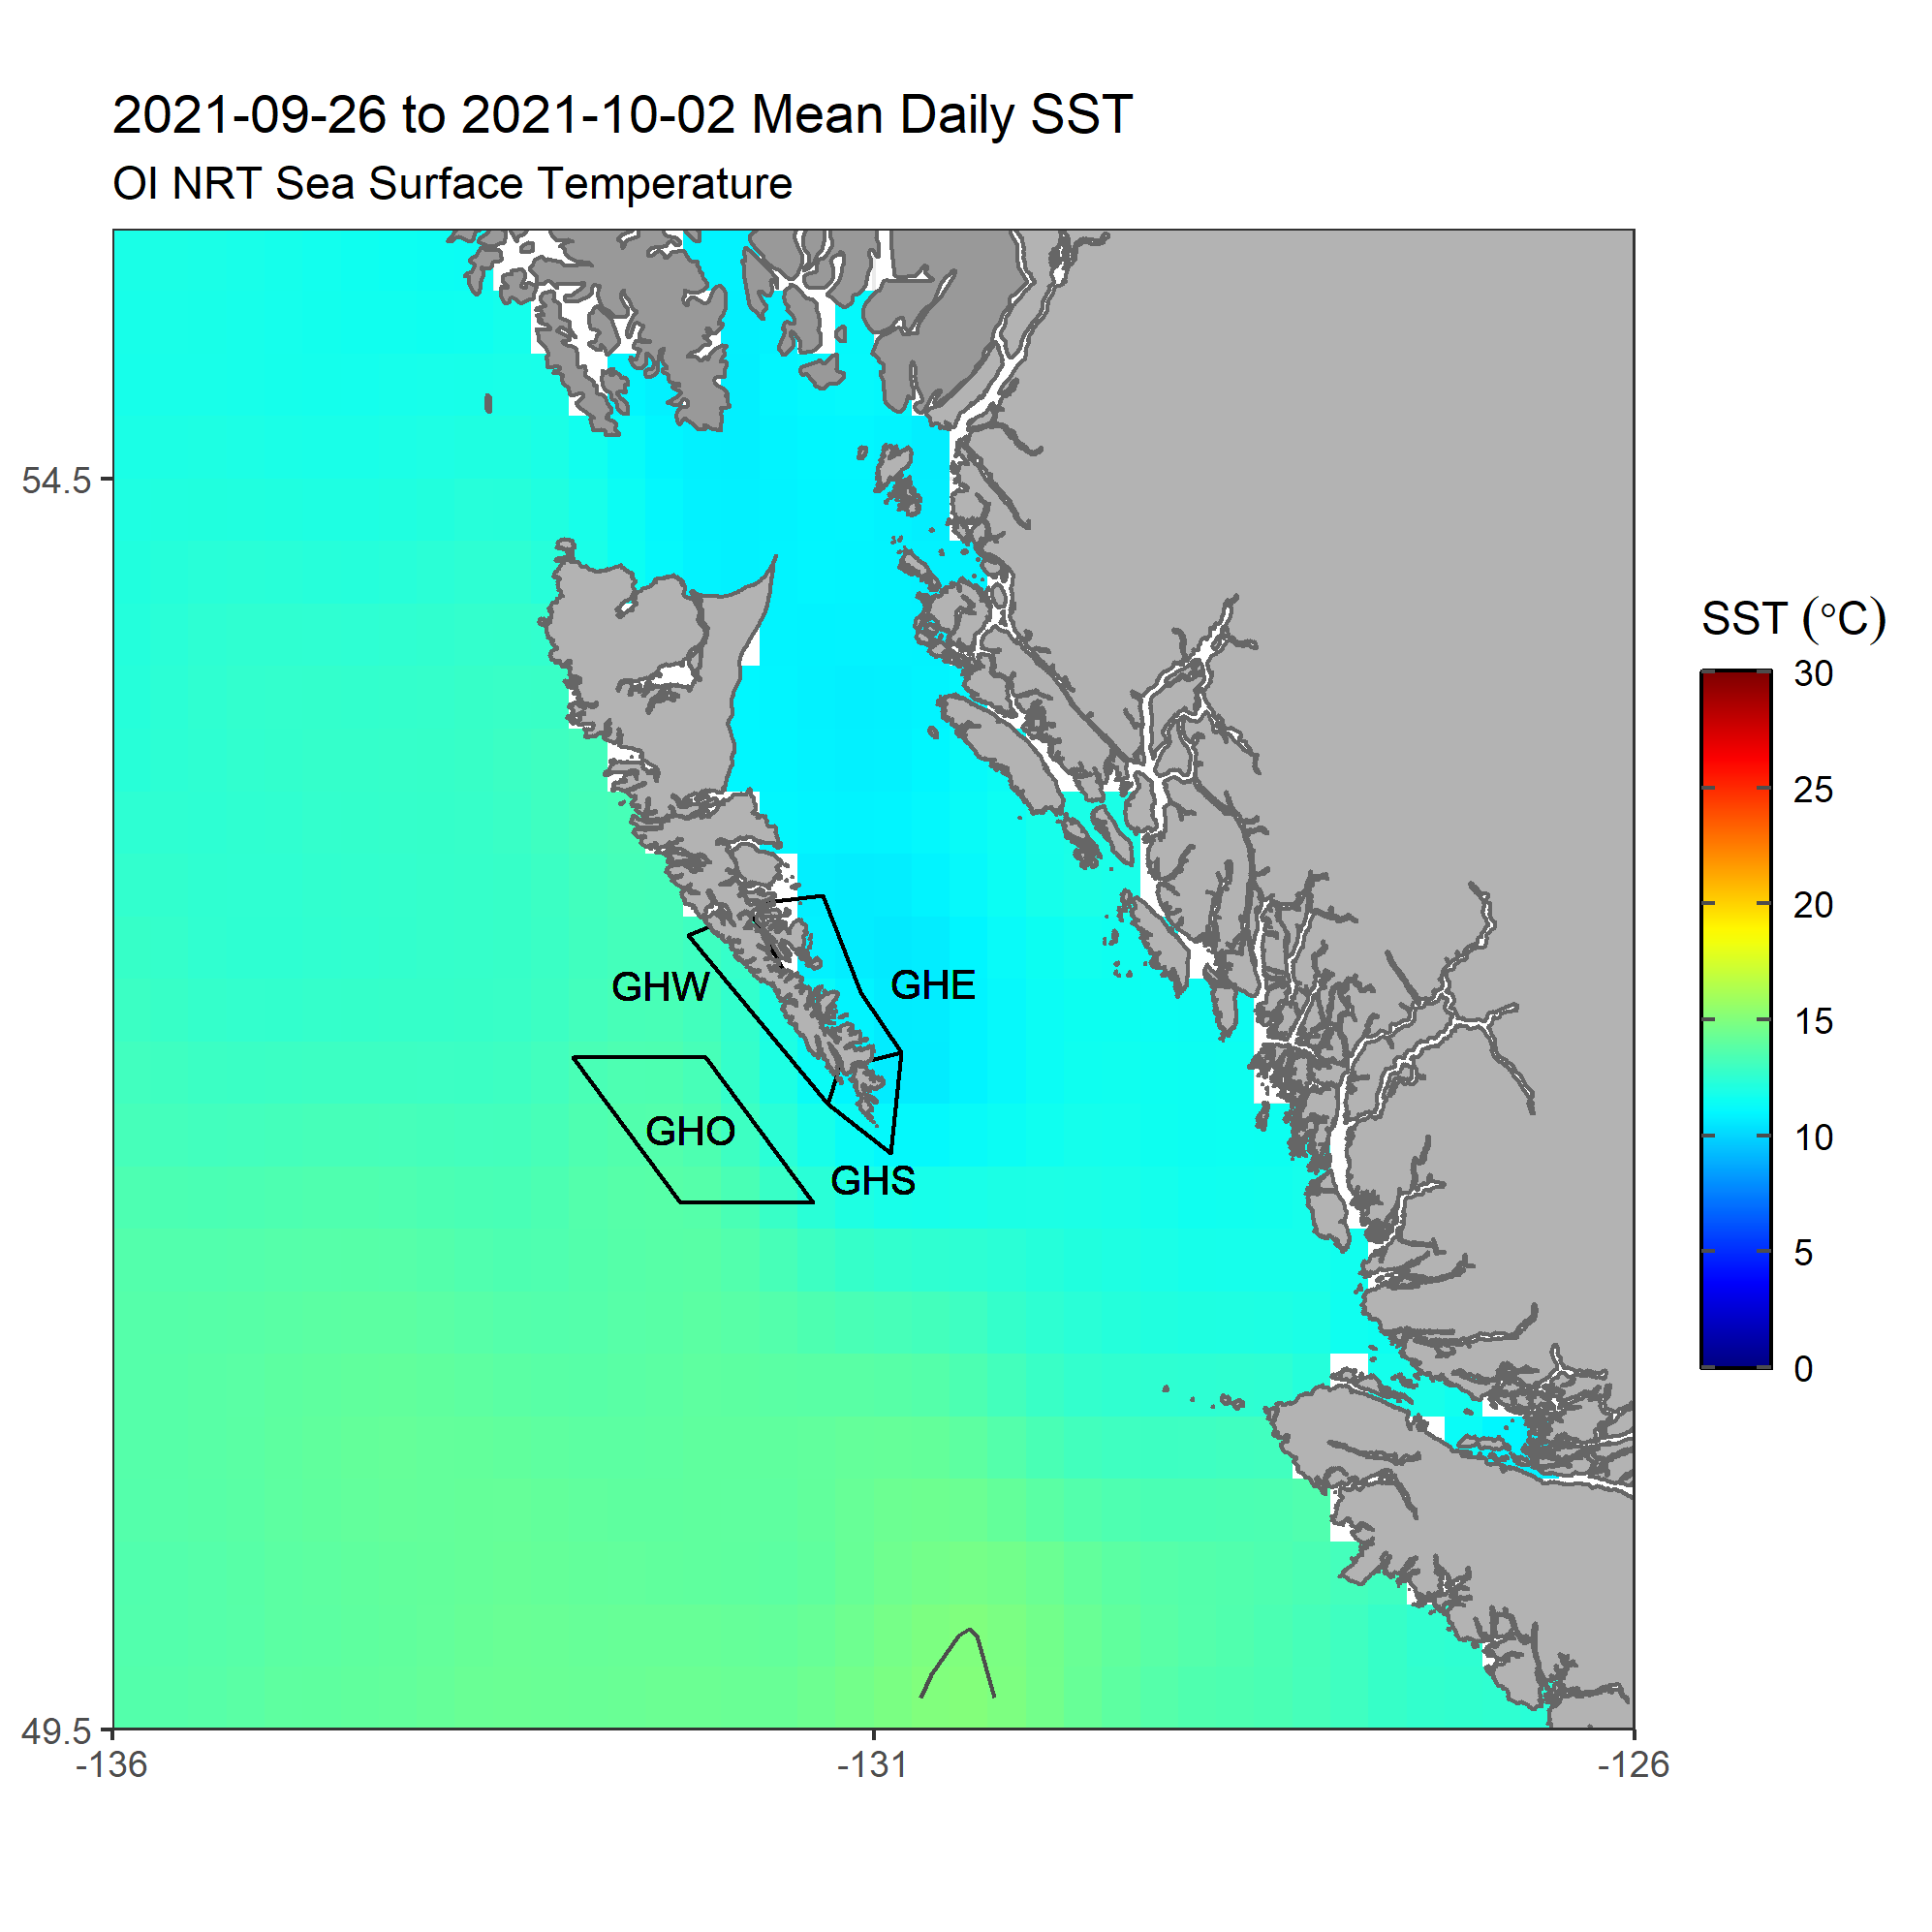 2021-09-26 to 2021-10-02 Mean Daily SST
OI NRT Sea Surface Temperature
54.5
49.5
-136
-131
-126
GHW
GHE
GHO
GHS
SST (°C)
30
25
20
15
10
5
0